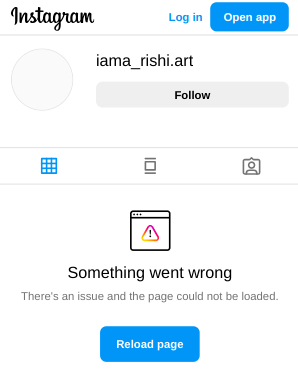 Instagram
Log in
Open app
iama_rishi.art
Follow
Something went wrong
There's an issue and the page could not be loaded.
Reload page